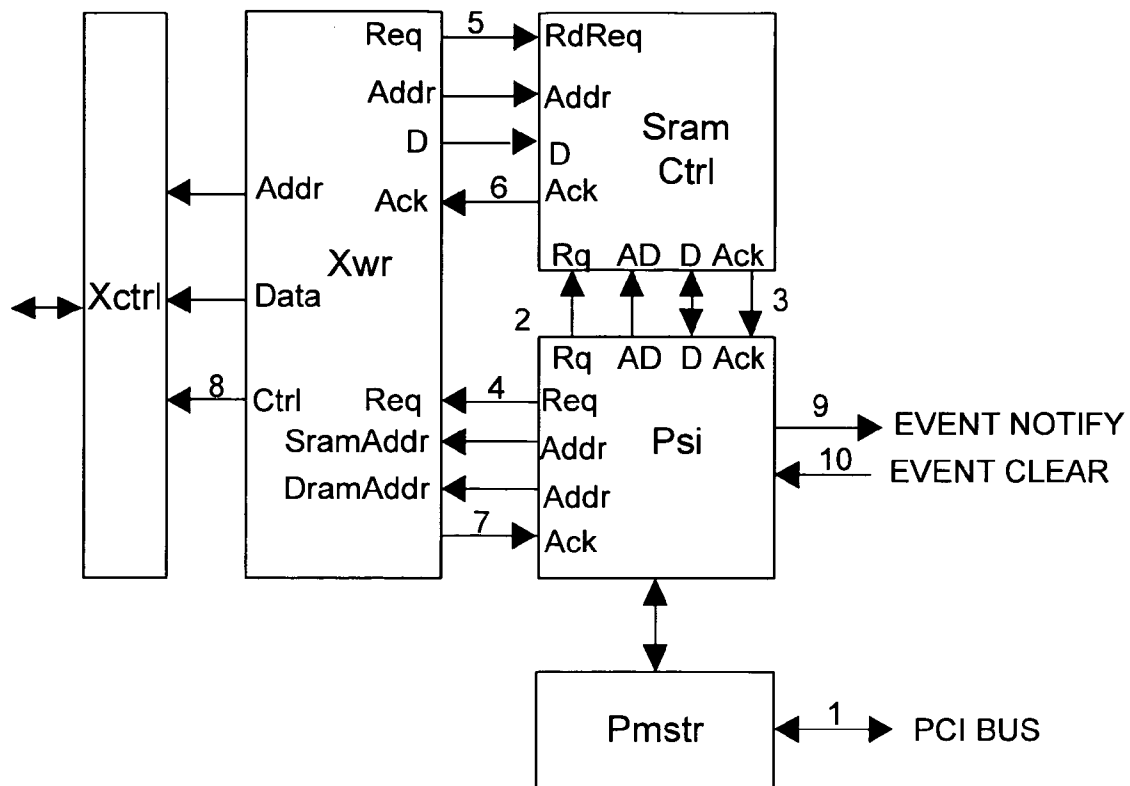 Req 5 RdReq
Addr Addr
D D
Sram
Ctrl
Addr Ack 6 Ack
Xwr
Rq AD D Ack
Xctrl Data
2 3
Rq AD D Ack
8 Ctrl Req 4 Req
9 EVENT NOTIFY
SramAddr Addr Psi
10 EVENT CLEAR
DramAddr Addr
7 Ack
Pmstr 1 PCI BUS